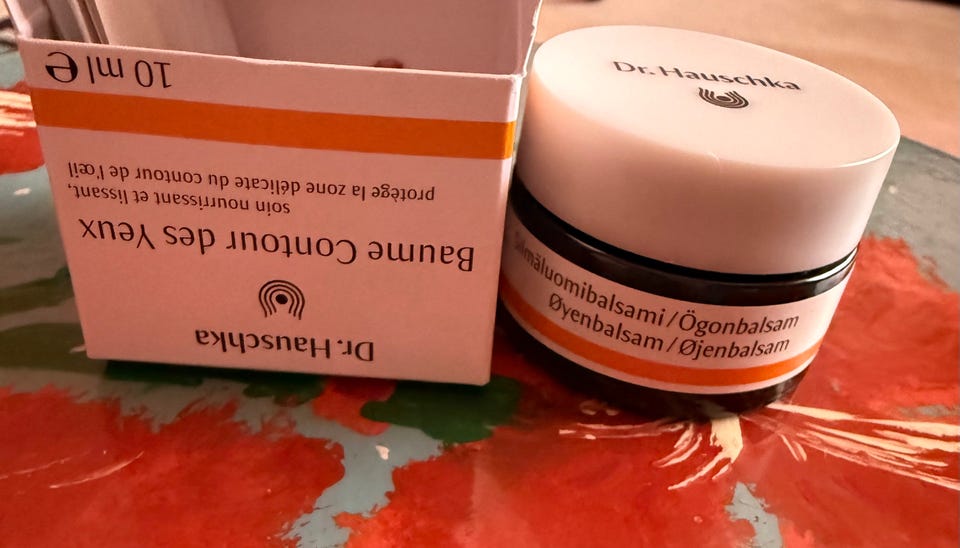 Dr.Hauschka
Baume Contour des Yeux
soin nourrissant et lissant,
protège la zone délicate du contour de l'œil
10 ml e
Dr.Hauschka
Silmäluomibalsami/Ögonbalsam
Øyenbalsam/Øjenbalsam